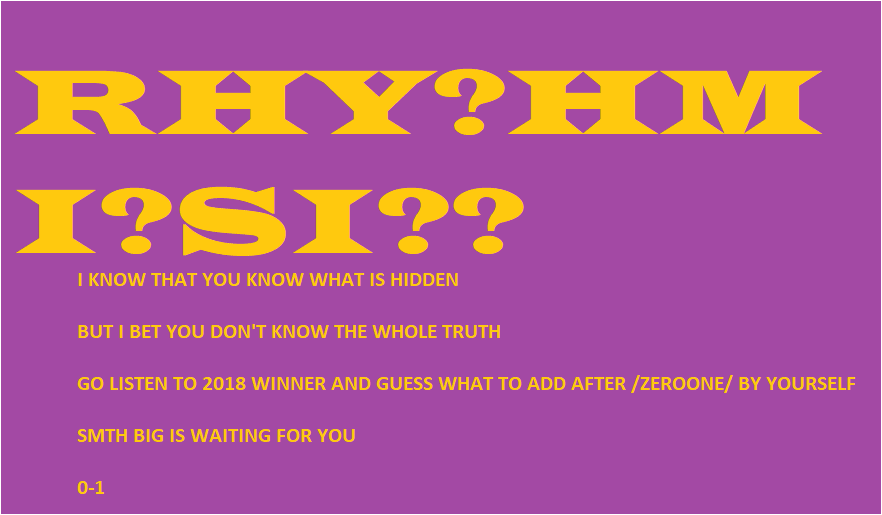 RHY?HM
I?SI??
I KNOW THAT YOU KNOW WHAT IS HIDDEN
BUT I BET YOU DON'T KNOW THE WHOLE TRUTH
GO LISTEN TO 2018 WINNER AND GUESS WHAT TO ADD AFTER /ZEROONE/ BY YOURSELF
SMTH BIG IS WAITING FOR YOU
0-1